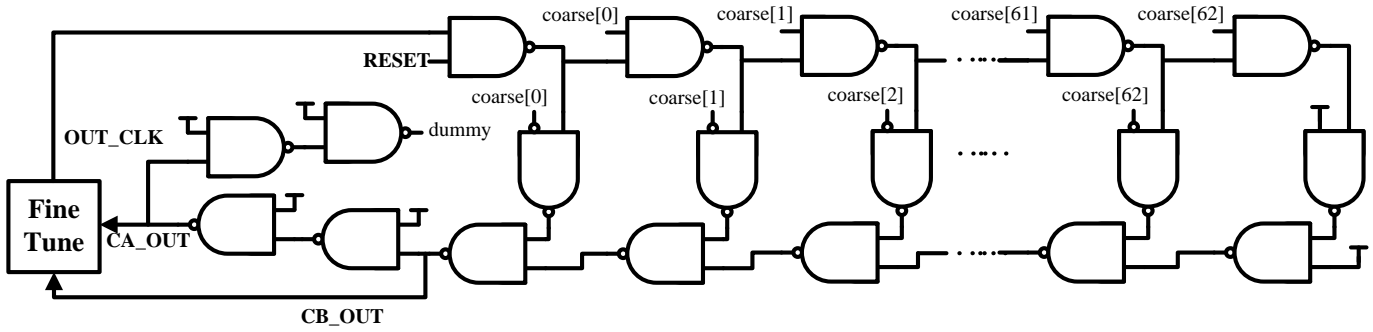 coarse[0]
coarse[1]
coarse[61]
coarse[62]
RESET
coarse[0]
coarse[1]
coarse[2]
coarse[62]
OUT_CLK
dummy
Fine
Tune
CA_OUT
CB_OUT